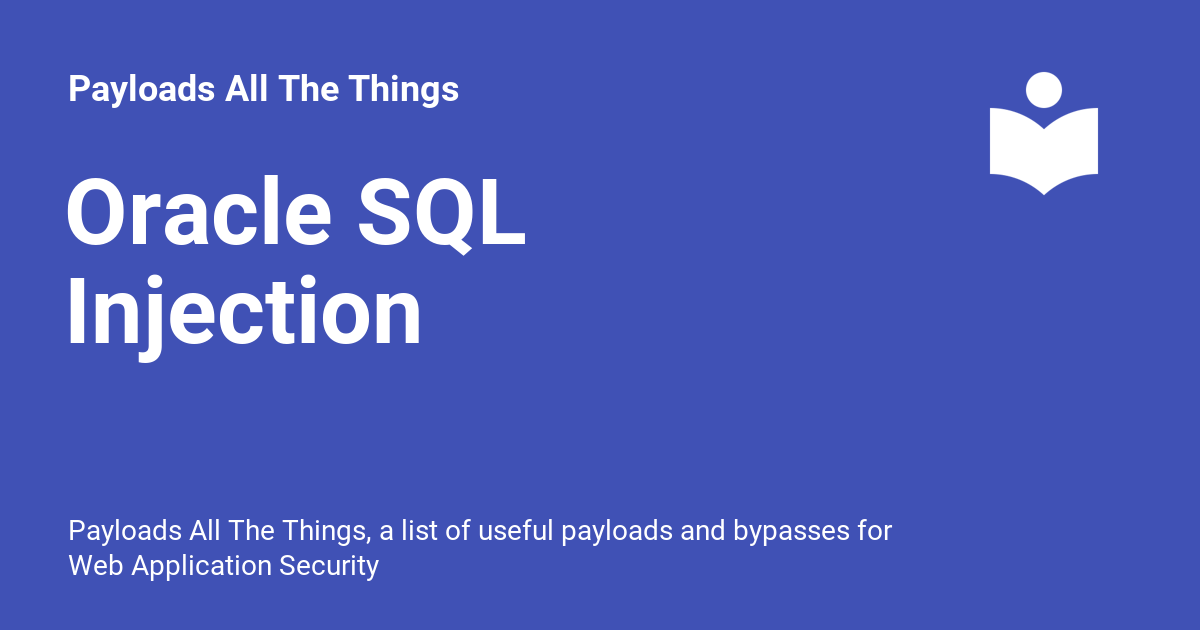 Payloads All The Things
Oracle SQL
Injection
Payloads All The Things, a list of useful payloads and bypasses for
Web Application Security